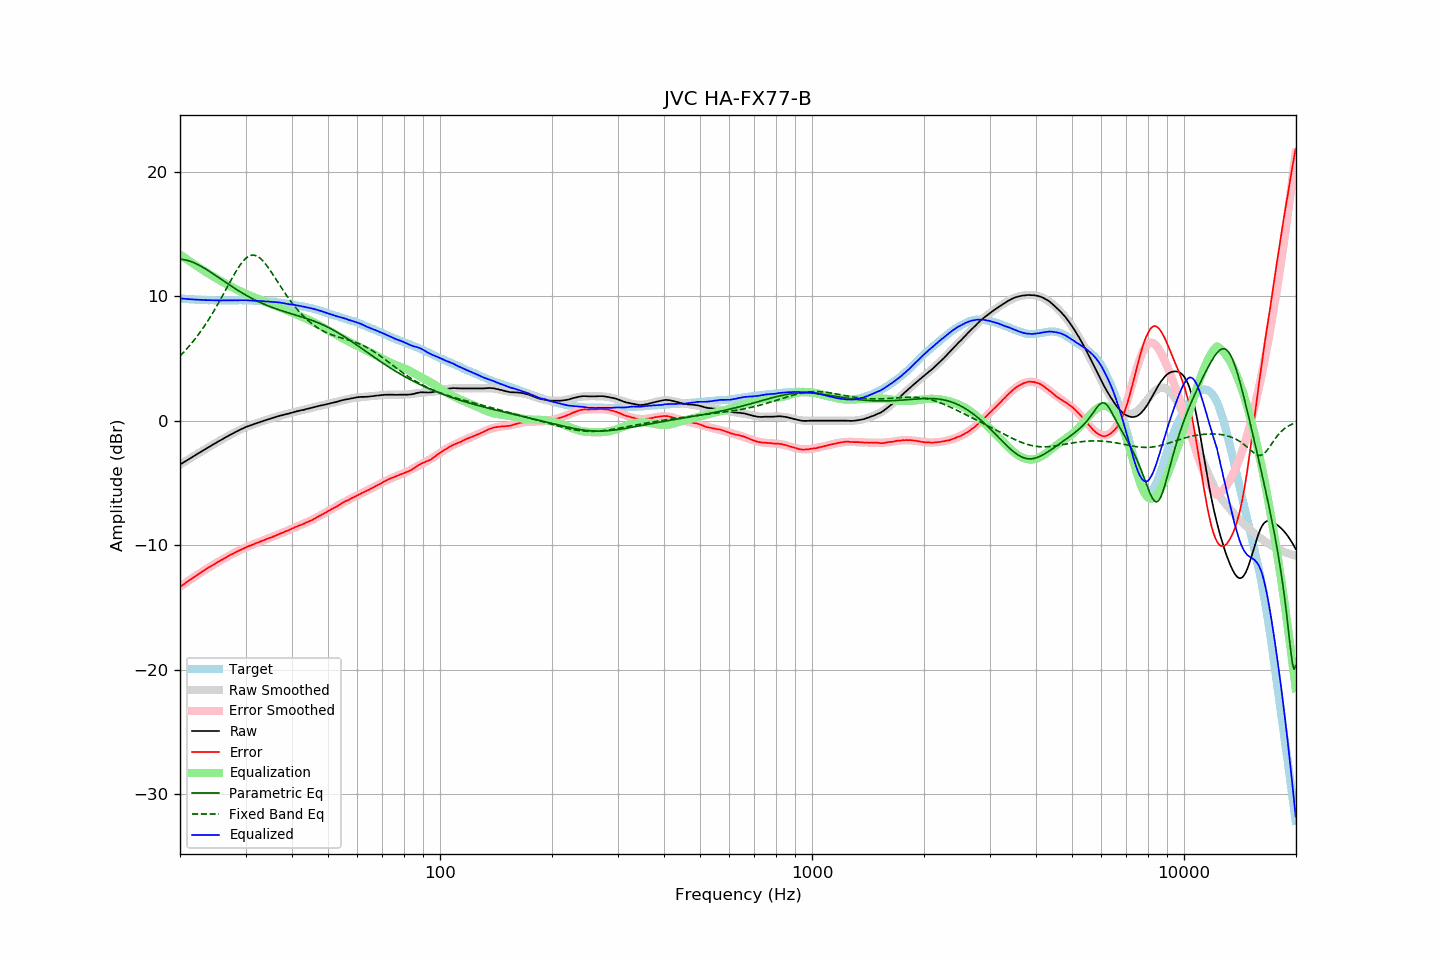 JVC HA-FX77-B
Amplitude (dBr)
20
10
0
−10
−20
−30
Target
Raw Smoothed
Error Smoothed
Raw
Error
Equalization
Parametric Eq
Fixed Band Eq
Equalized
100
1000
10000
Frequency (Hz)